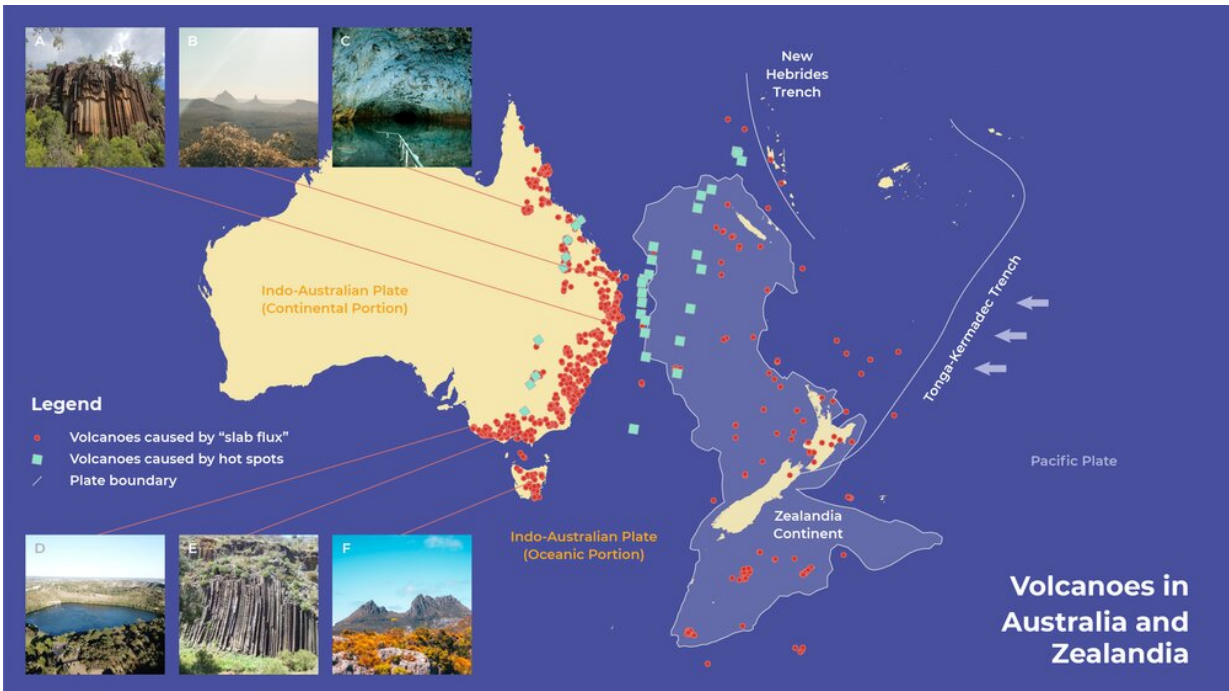 A
B
C
New
Hebrides
Trench
Indo-Australian Plate
(Continental Portion)
Tonga-Kermadec Trench
Legend
Volcanoes caused by “slab flux”
Volcanoes caused by hot spots
Plate boundary
Pacific Plate
Zealandia
Continent
Indo-Australian Plate
(Oceanic Portion)
D
E
F
Volcanoes in
Australia and
Zealandia